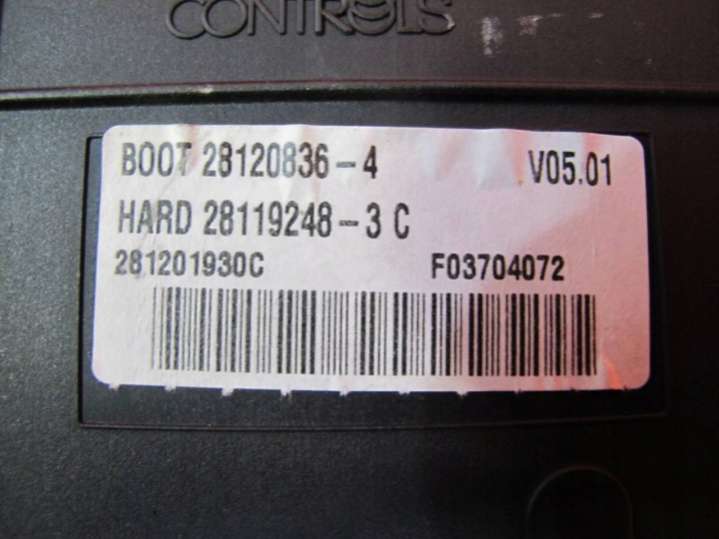 CONTROLS
BOOT 28120836-4 V05.01
HARD 28119248-3 C
281201930C F03704072